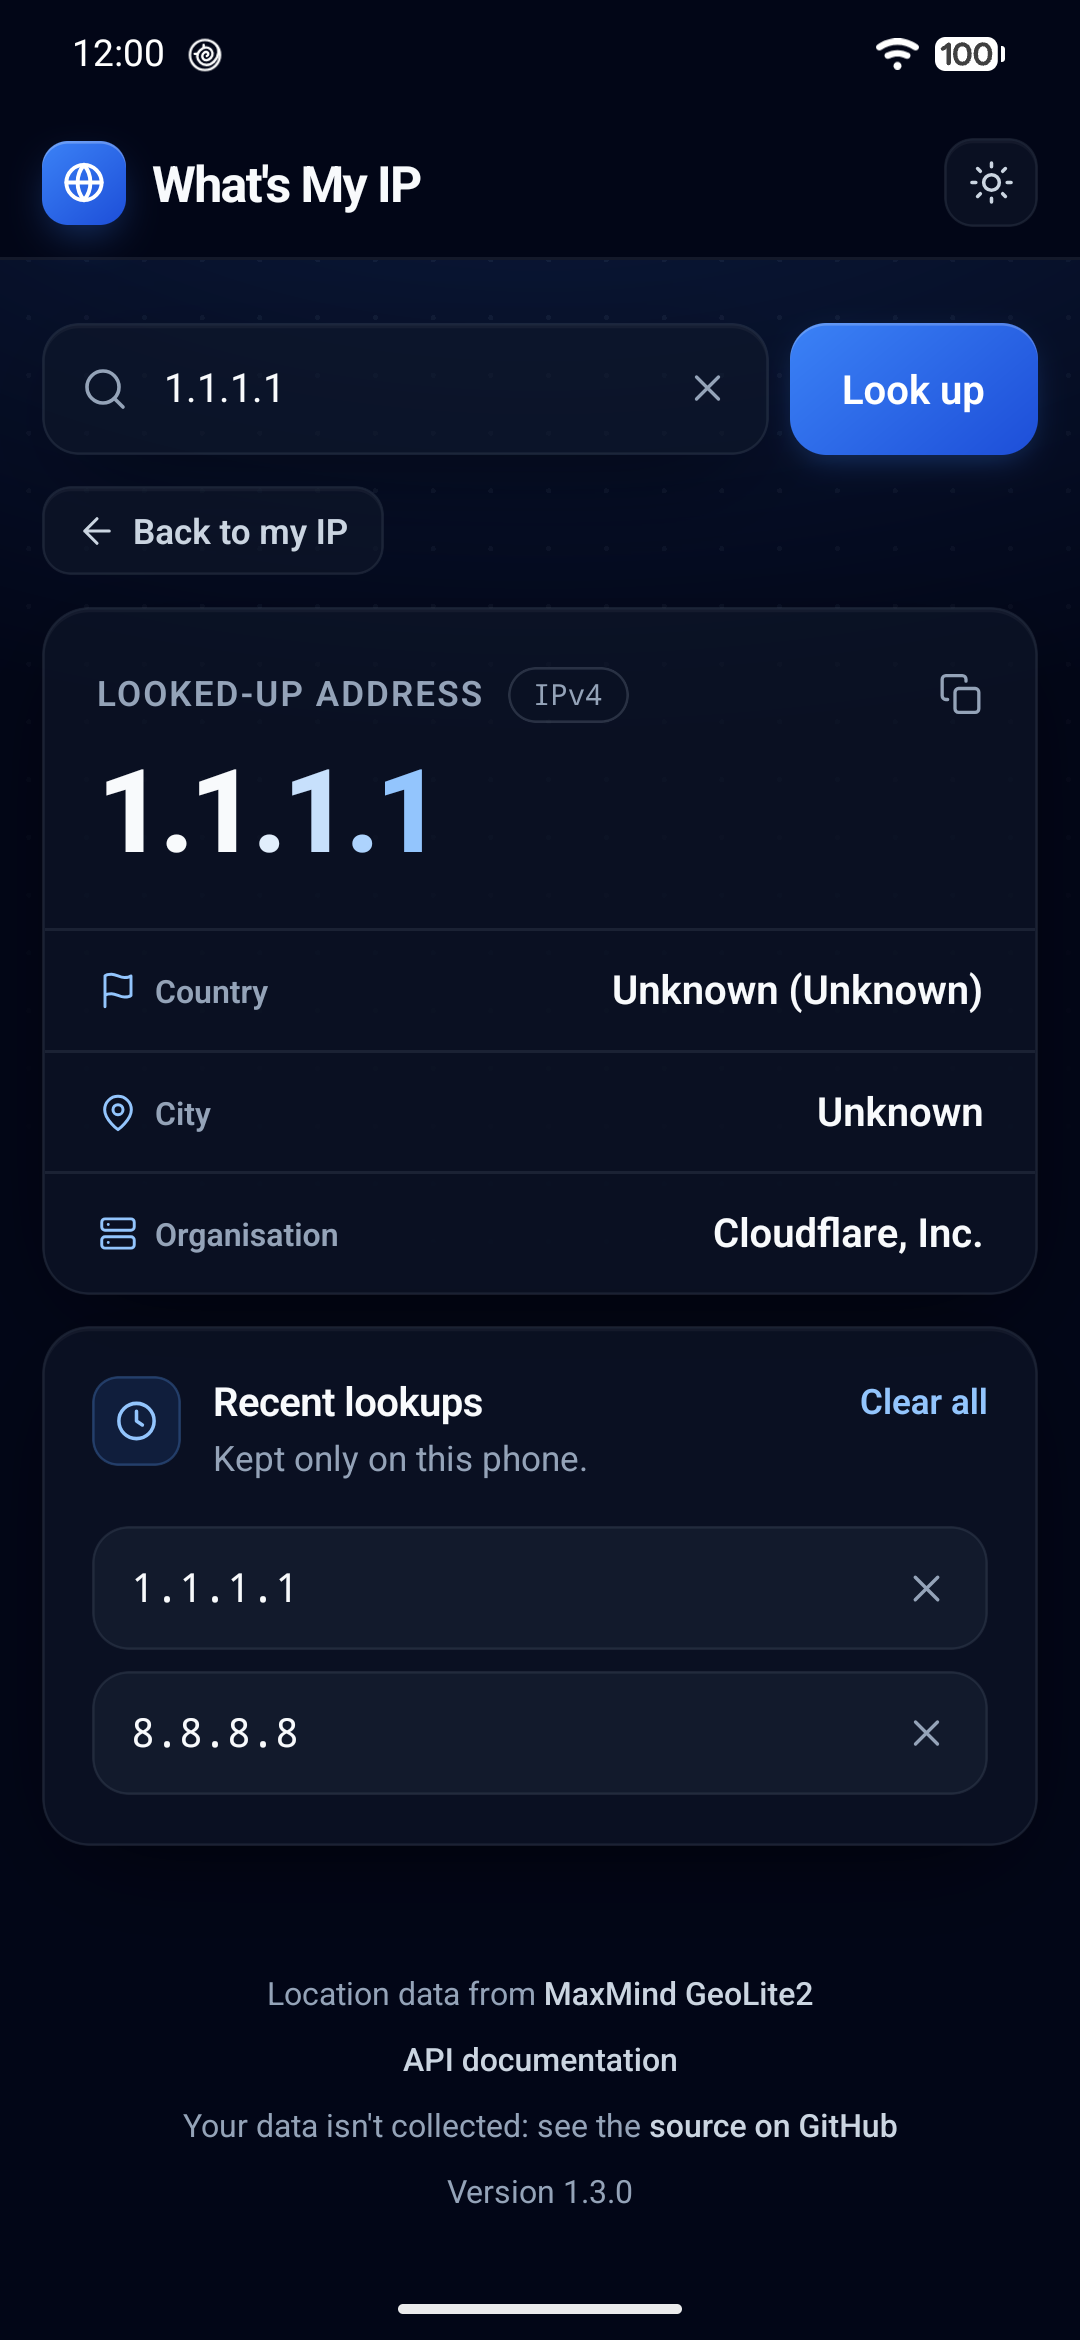 12:00
100
What's My IP
1.1.1.1
Look up
Back to my IP
LOOKED-UP ADDRESS
IPv4
1.1.1.1
Country
Unknown (Unknown)
City
Unknown
Organisation
Cloudflare, Inc.
Recent lookups
Clear all
Kept only on this phone.
1.1.1.1
8.8.8.8
Location data from MaxMind GeoLite2
API documentation
Your data isn't collected: see the source on GitHub
Version 1.3.0